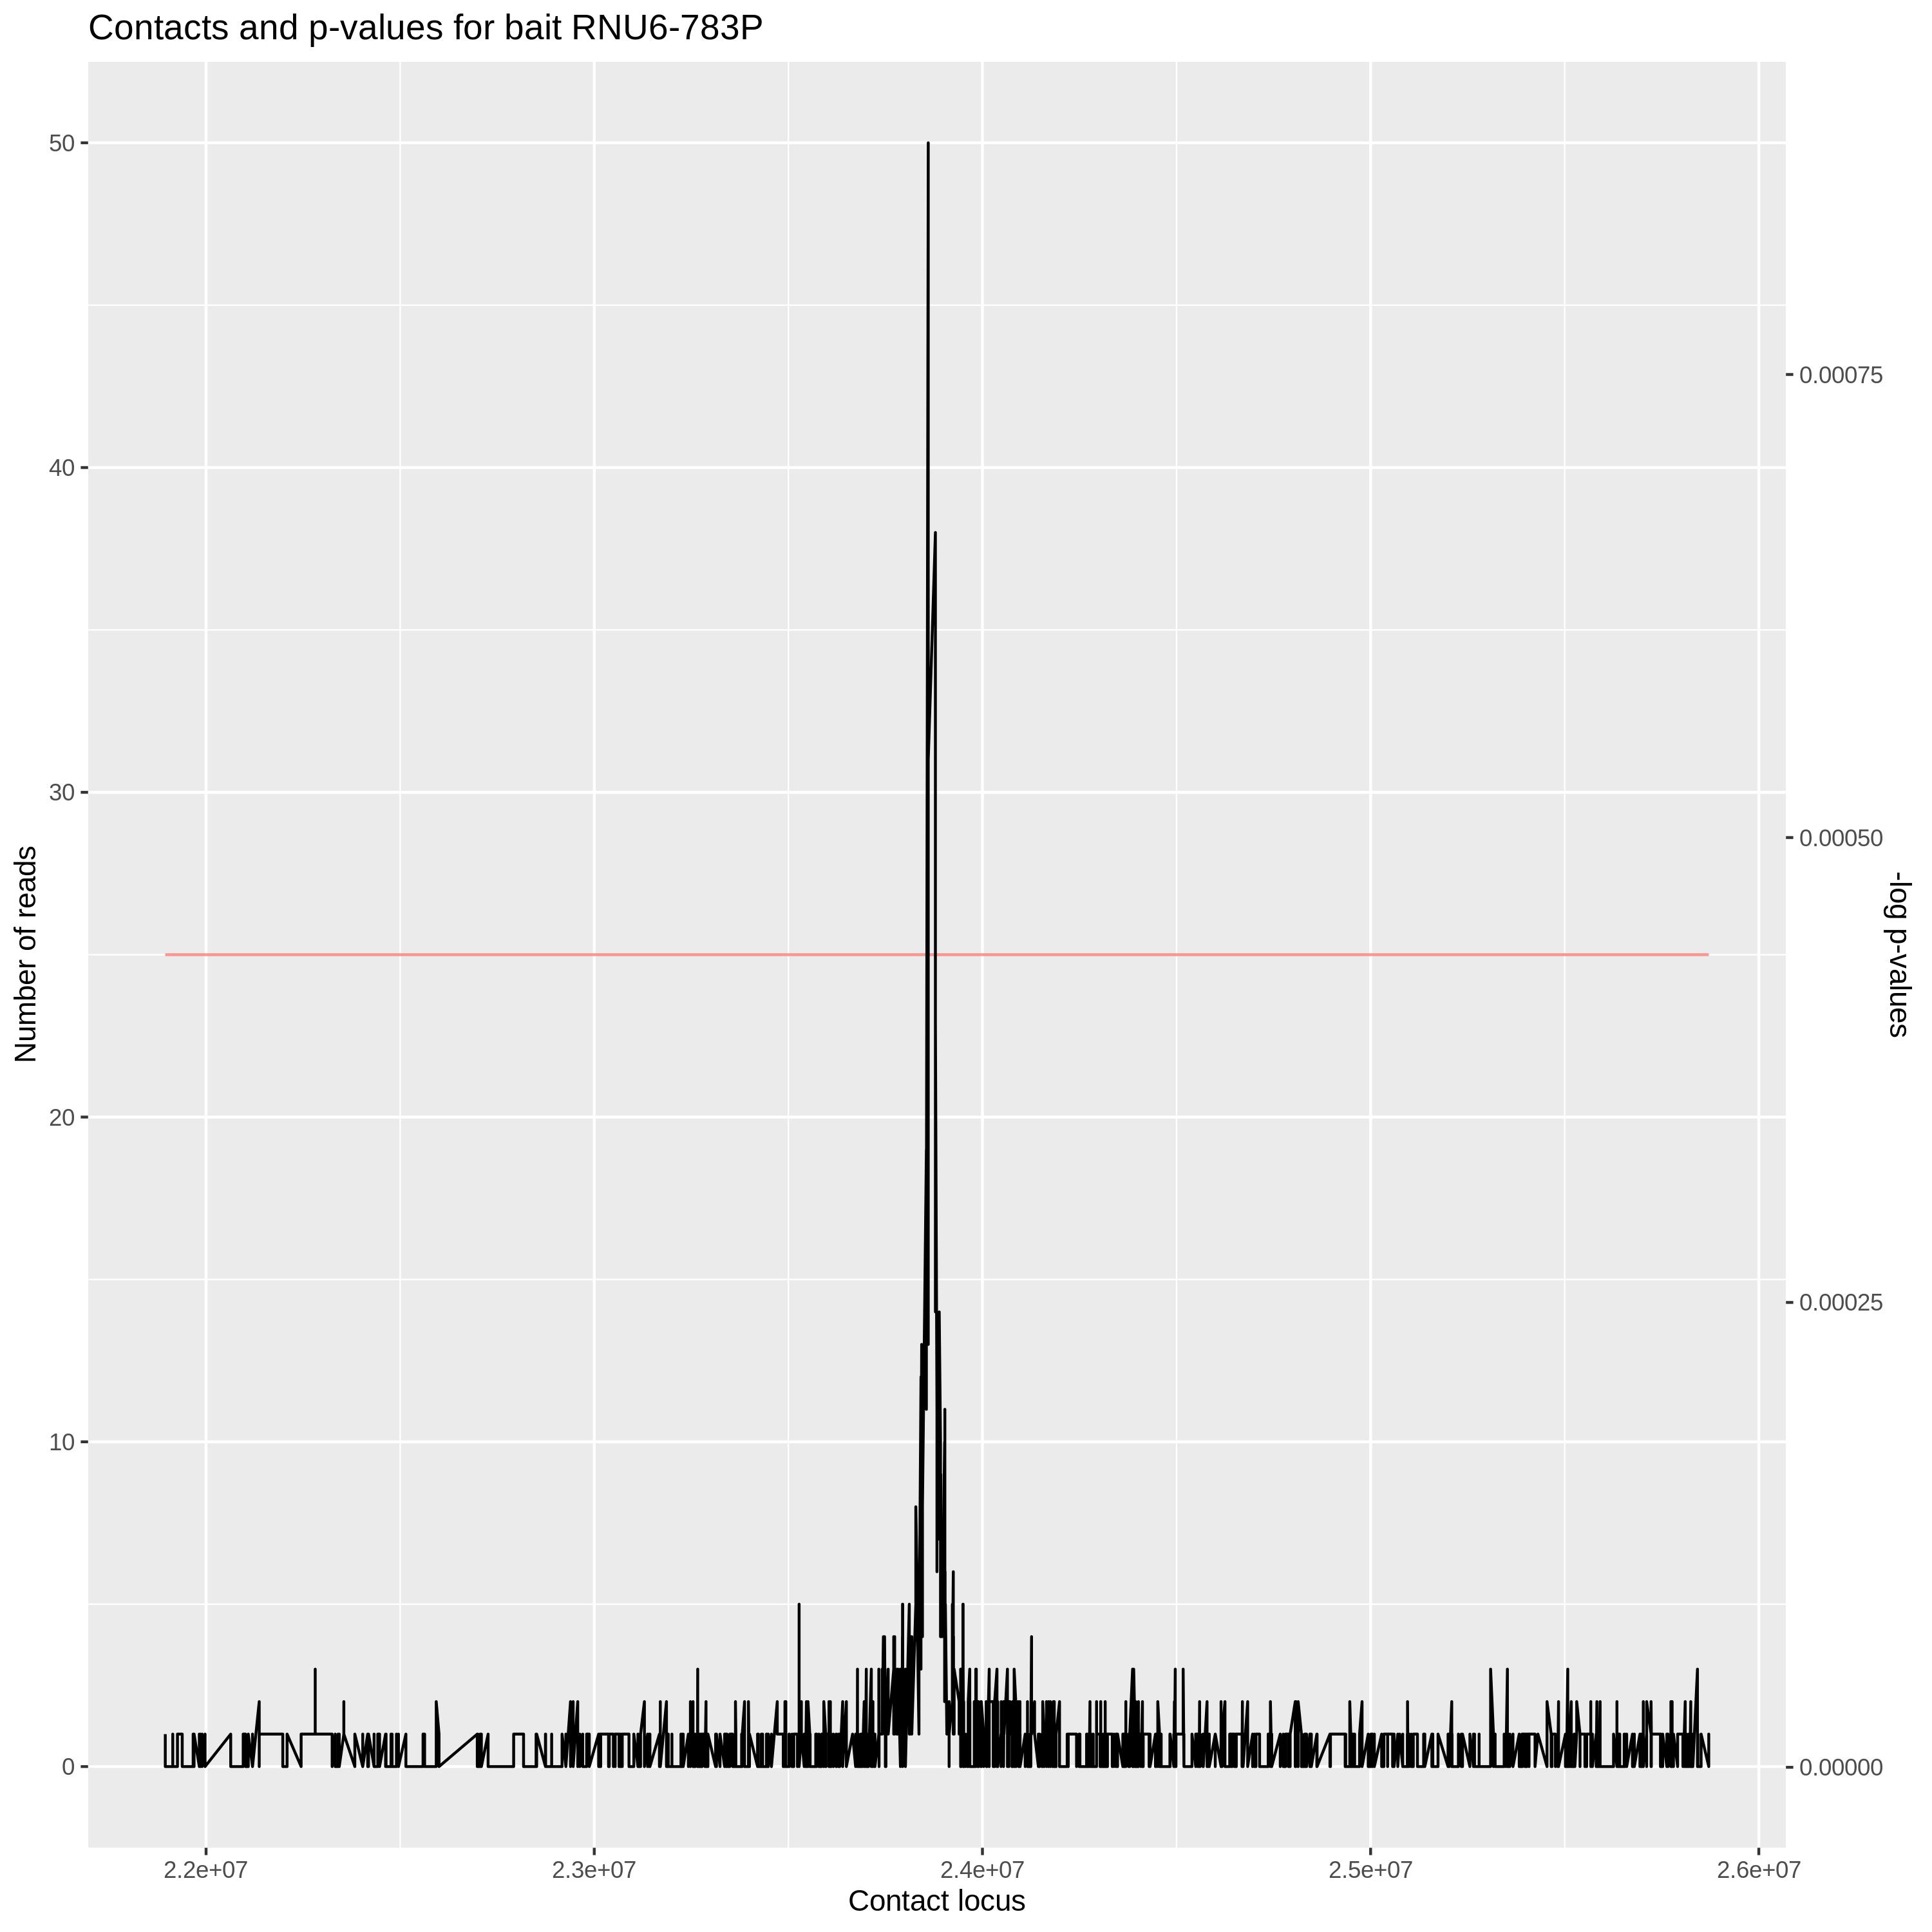 Contacts and p-values for bait RNU6-783P
Number of reads
50
40
30
20
10
0
0.00075
0.00050
0.00025
0.00000
-log p-values
2.2e+07
2.3e+07
2.4e+07
2.5e+07
2.6e+07
Contact locus